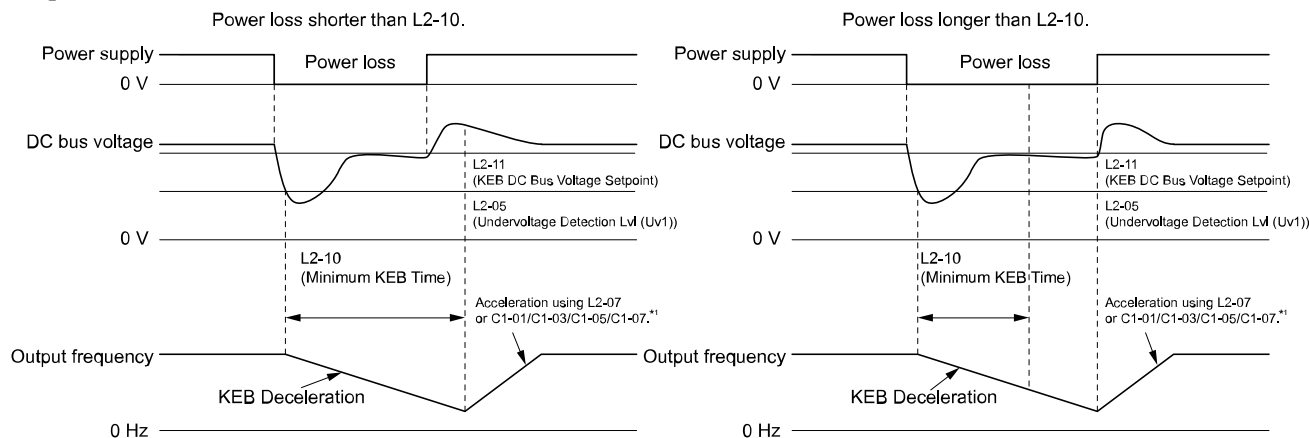 Power loss shorter than L2-10.
Power supply
Power loss
0 V
DC bus voltage
L2-11
(KEB DC Bus Voltage Setpoint)
L2-05
(Undervoltage Detection Lvl (Uv1))
0 V
L2-10
(Minimum KEB Time)
Acceleration using L2-07
or C1-01/C1-03/C1-05/C1-07.*1
Output frequency
KEB Deceleration
0 Hz
Power loss longer than L2-10.
Power supply
Power loss
0 V
DC bus voltage
L2-11
(KEB DC Bus Voltage Setpoint)
L2-05
(Undervoltage Detection Lvl (Uv1))
0 V
L2-10
(Minimum KEB Time)
Acceleration using L2-07
or C1-01/C1-03/C1-05/C1-07.*1
Output frequency
KEB Deceleration
0 Hz